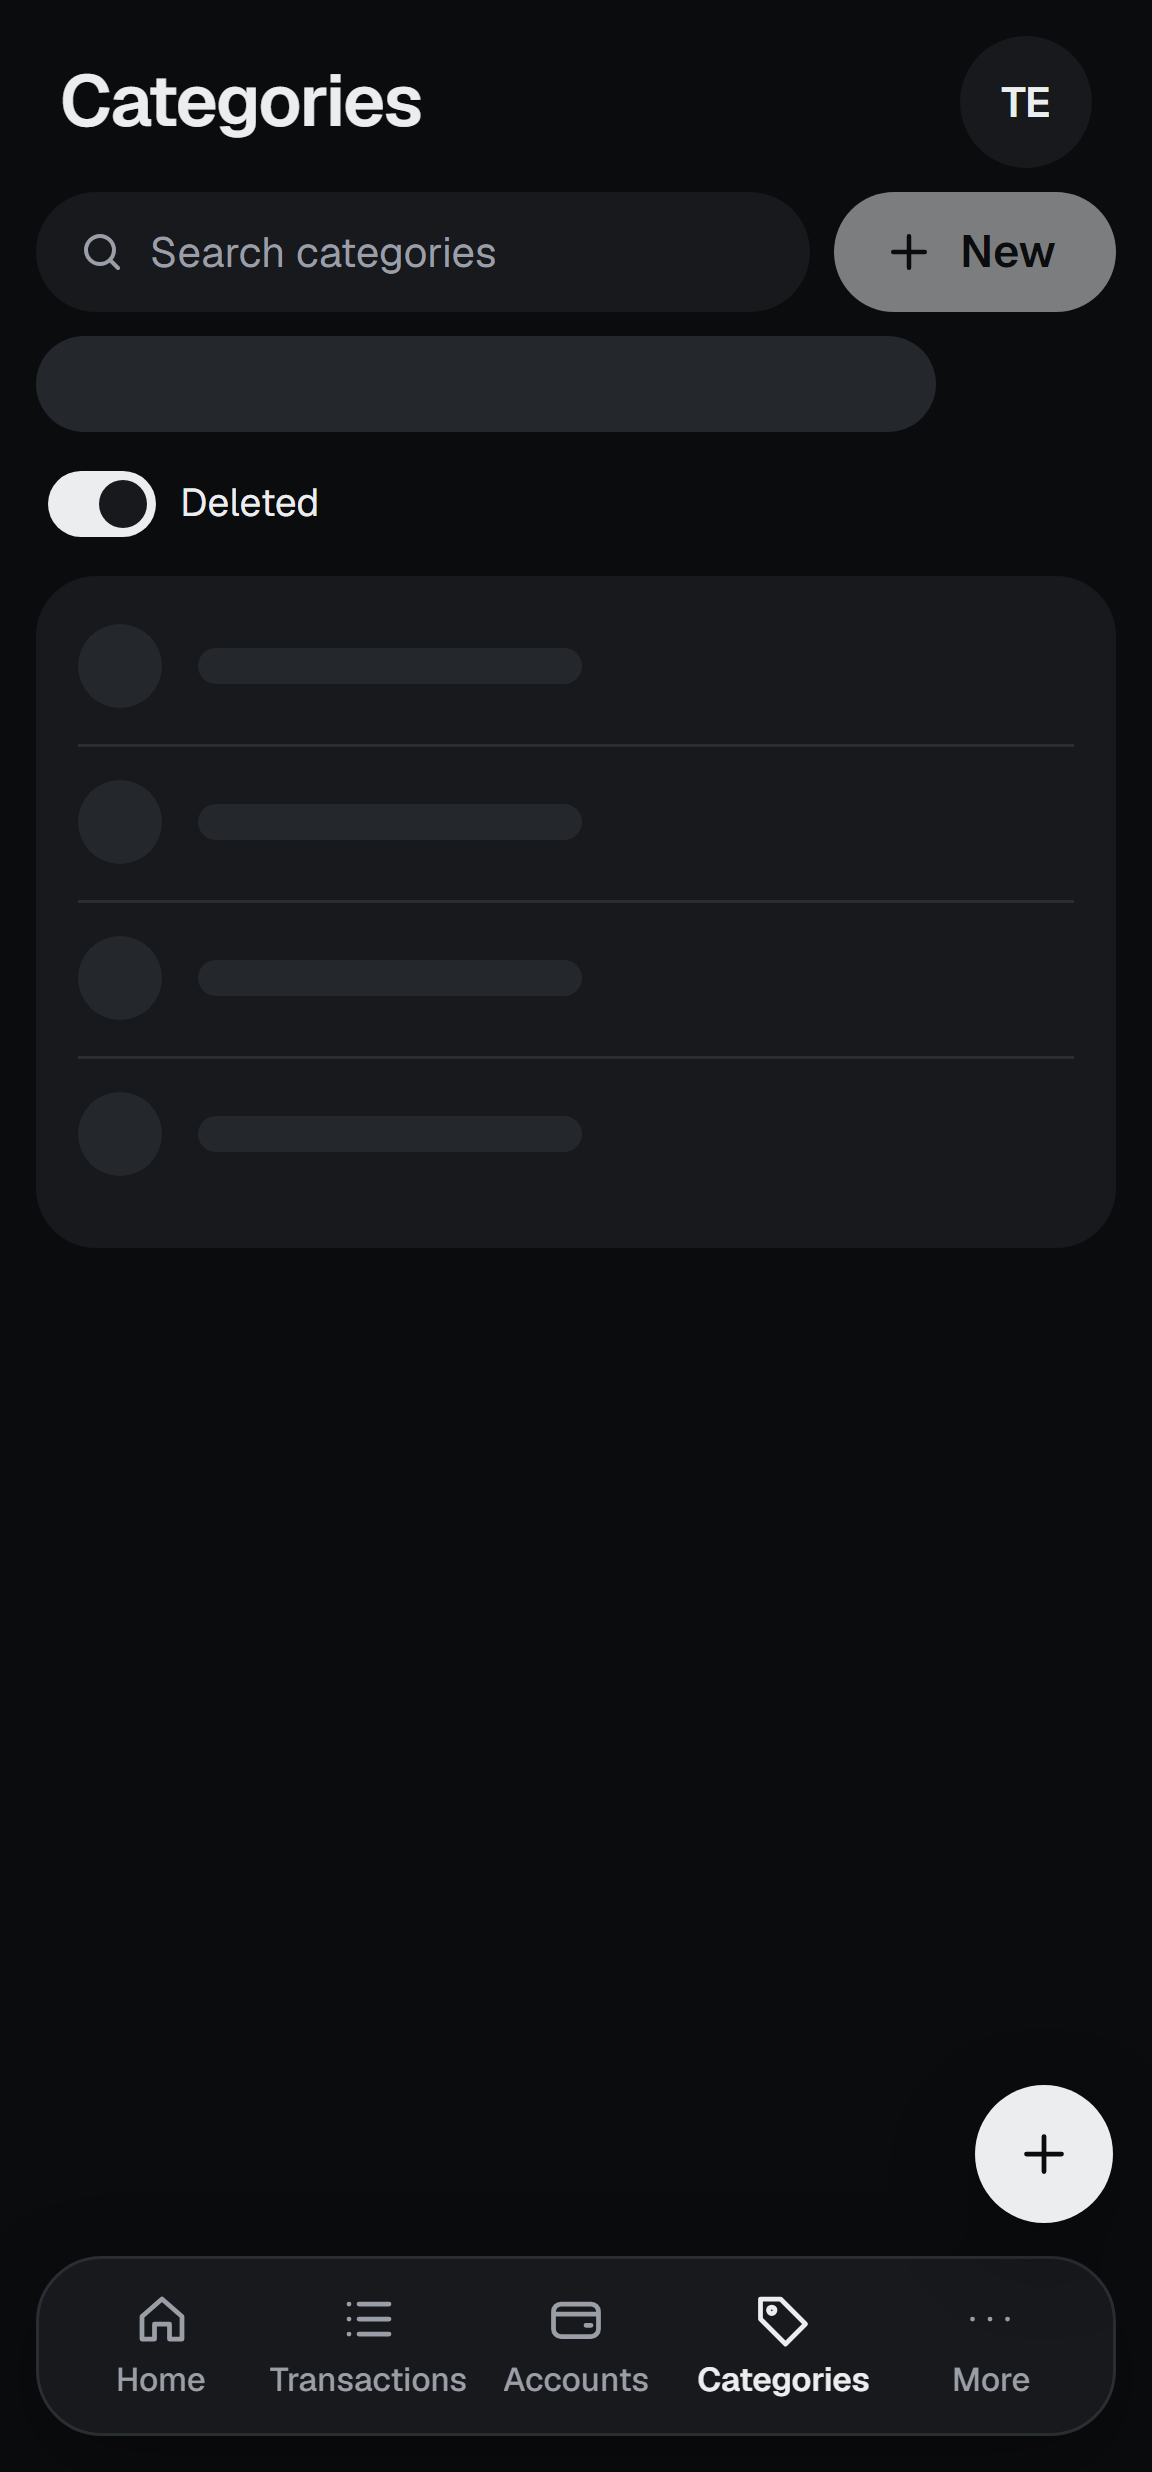 Categories
TE
Search categories
New
Deleted
Home
Transactions
Accounts
Categories
More